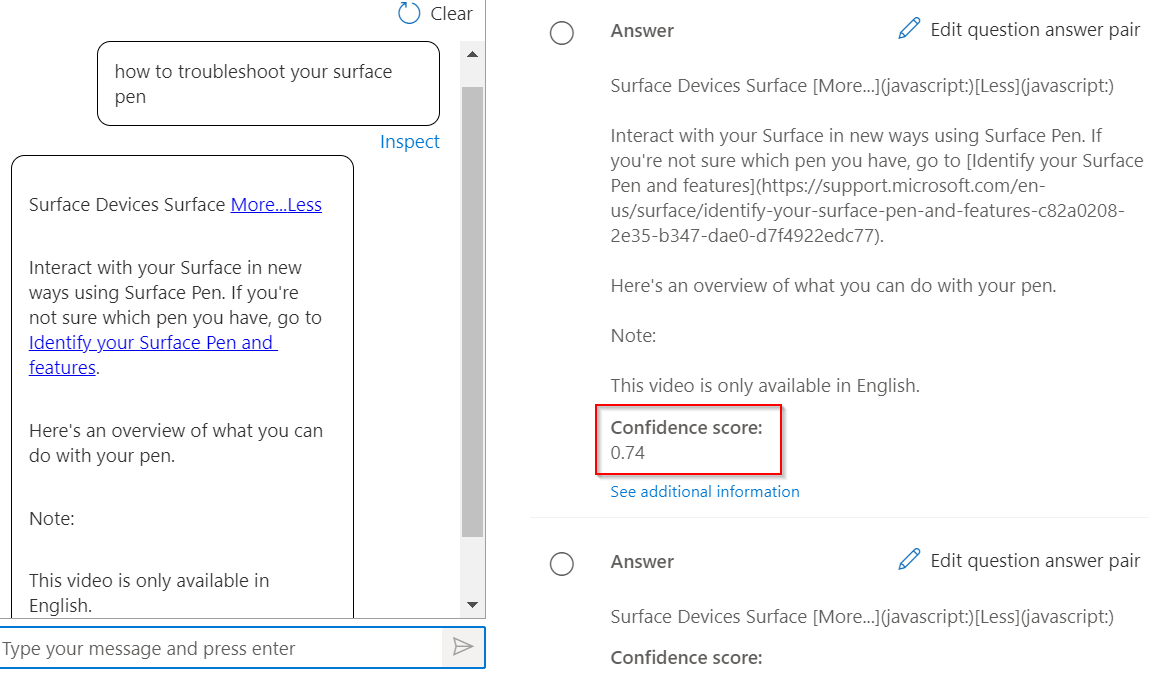 Clear
how to troubleshoot your surface
pen
Inspect
Surface Devices Surface More...Less
Interact with your Surface in new
ways using Surface Pen. If you're
not sure which pen you have, go to
Identify your Surface Pen and
features.
Here's an overview of what you can
do with your pen.
Note:
This video is only available in
English.
Type your message and press enter
Answer
Edit question answer pair
Surface Devices Surface [More...](javascript:)[Less](javascript:)
Interact with your Surface in new ways using Surface Pen. If
you're not sure which pen you have, go to [Identify your Surface
Pen and features](https://support.microsoft.com/en-
us/surface/identify-your-surface-pen-and-features-c82a0208-
2e35-b347-dae0-d7f4922edc77).
Here's an overview of what you can do with your pen.
Note:
This video is only available in English.
Confidence score:
0.74
See additional information
Answer
Edit question answer pair
Surface Devices Surface [More...](javascript:)[Less](javascript:)
Confidence score: